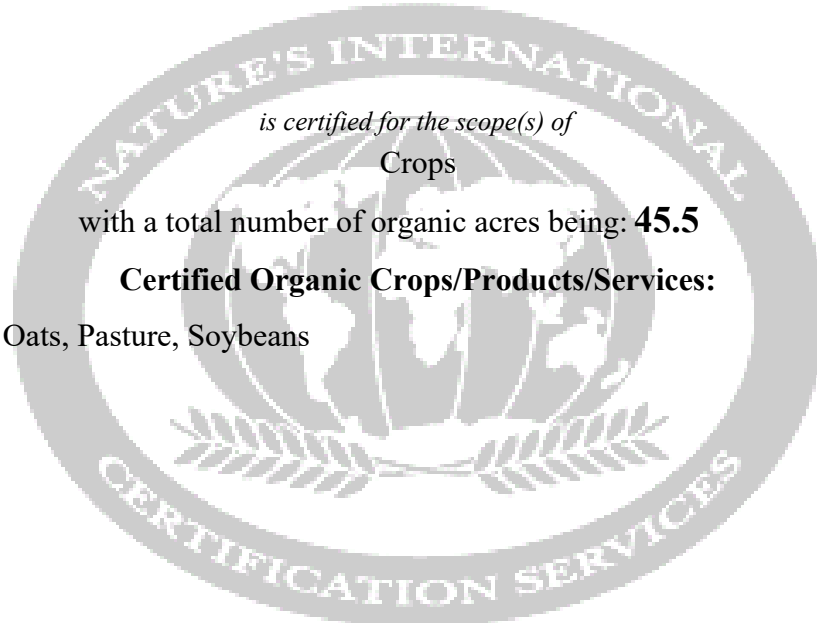 NATURE'S INTERNATIONAL
is certified for the scope(s) of
Crops
with a total number of organic acres being: 45.5
Certified Organic Crops/Products/Services:
Oats, Pasture, Soybeans
CERTIFICATION SERVICES